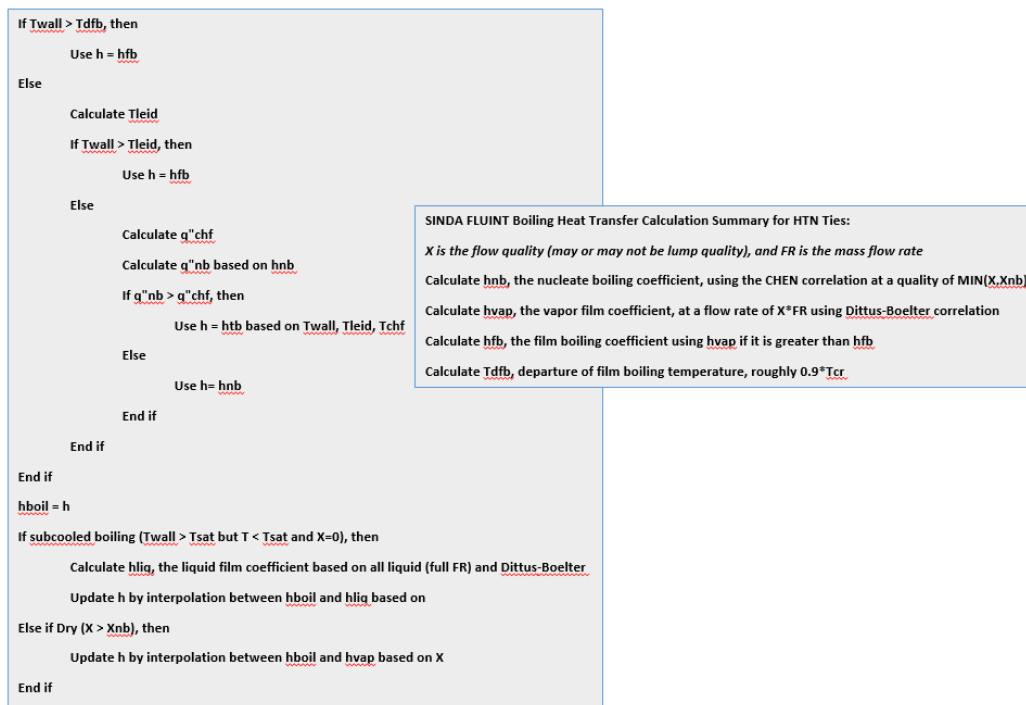 If Twall > Tdfb, then
Use h = hfb
Else
Calculate Tleid
If Twall > Tleid, then
Use h = hfb
Else
Calculate q"chf
Calculate q"nb based on hnb
If q"nb > q"chf, then
Use h = htb based on Twall, Tleid, Tchf
Else
Use h= hnb
End if
End if
End if
hboil = h
If subcooled boiling (Twall > Tsat but T < Tsat and X=0), then
Calculate hliq, the liquid film coefficient based on all liquid (full FR) and Dittus-Boelter
Update h by interpolation between hboil and hliq based on
Else if Dry (X > Xnb), then
Update h by interpolation between hboil and hvap based on X
End if
SINDA FLUINT Boiling Heat Transfer Calculation Summary for HTN Ties:
X is the flow quality (may or may not be lump quality), and FR is the mass flow rate
Calculate hnb, the nucleate boiling coefficient, using the CHEN correlation at a quality of MIN(X,Xnb)
Calculate hvap, the vapor film coefficient, at a flow rate of X*FR using Dittus-Boelter correlation
Calculate hfb, the film boiling coefficient using hvap if it is greater than hfb
Calculate Tdfb, departure of film boiling temperature, roughly 0.9*Tcr